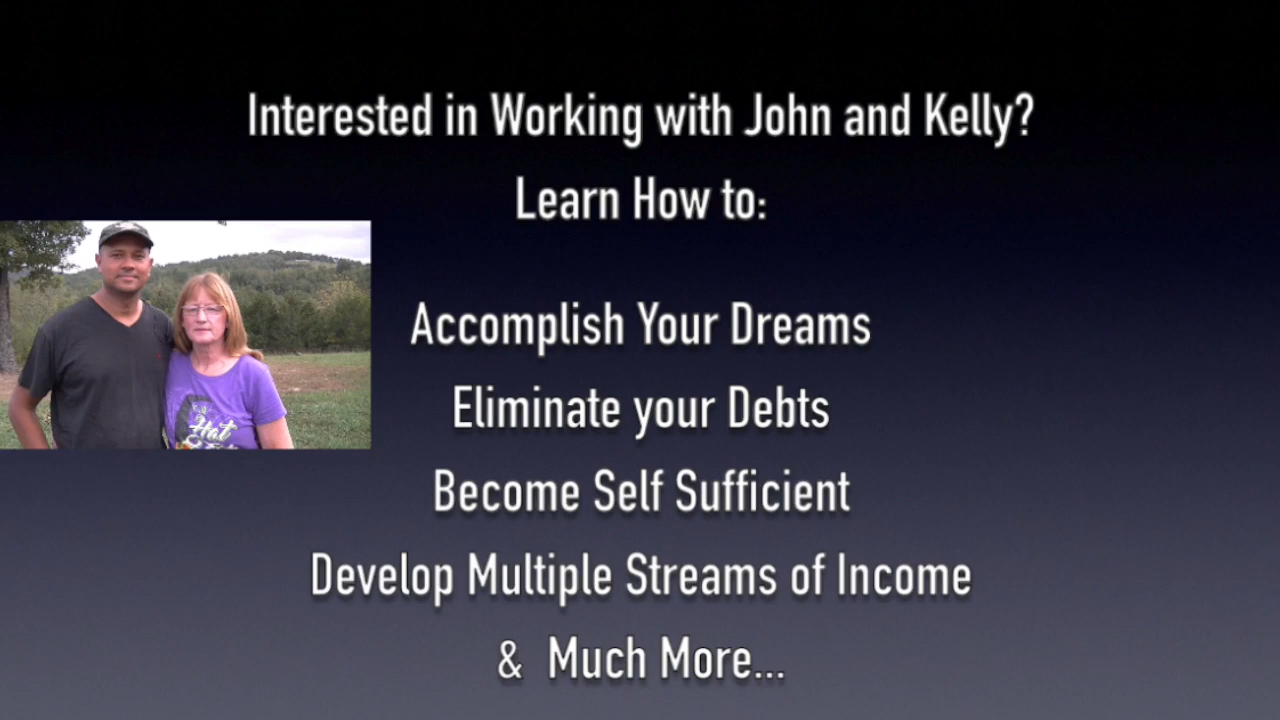 Interested in Working with John and Kelly?
Learn How to:
Accomplish Your Dreams
Eliminate your Debts
Become Self Sufficient
Develop Multiple Streams of Income
& Much More...
Hat